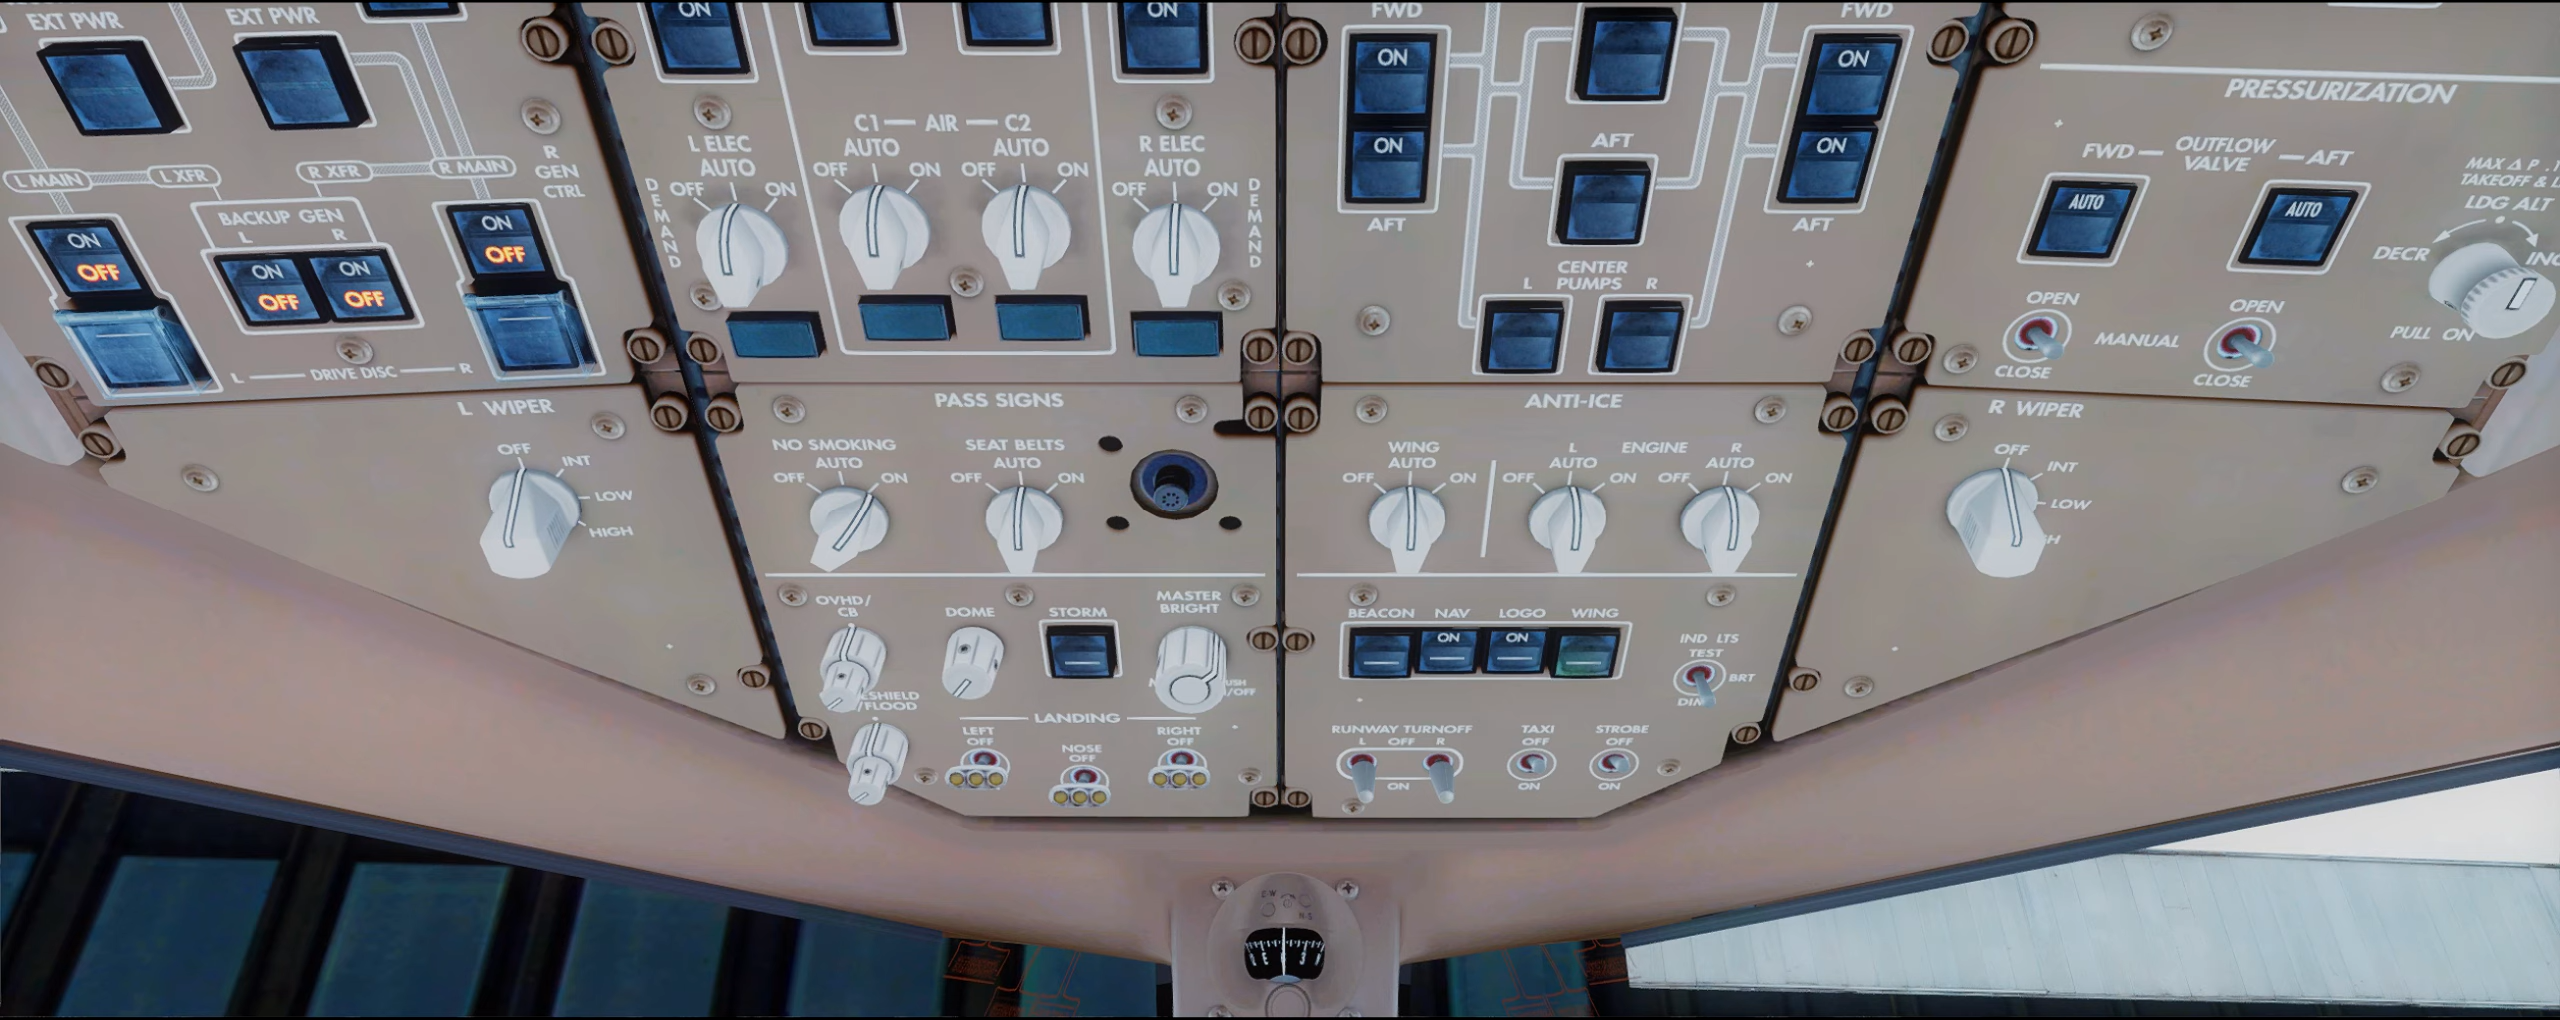 EXT PWR
EXT PWR
L MAIN
L XFR
R XFR
R MAIN
R
GEN
CTRL
BACKUP GEN
L R
ON
OFF
ON
OFF
ON
OFF
ON
OFF
L DRIVE DISC R
ON
ON
L ELEC
AUTO
OFF ON
DEMAND
C1 AIR C2
AUTO
OFF ON
AUTO
OFF ON
R ELEC
AUTO
OFF ON
DEMAND
FWD
ON
ON
AFT
AFT
CENTER
L PUMPS R
FWD
ON
ON
AFT
PRESSURIZATION
FWD OUTFLOW AFT
VALVE
AUTO
AUTO
OPEN
CLOSE
MANUAL
OPEN
CLOSE
MAX Δ P
TAKEOFF &
LDG ALT
DECR
PULL ON
L WIPER
OFF
INT
LOW
HIGH
PASS SIGNS
NO SMOKING
AUTO
OFF ON
SEAT BELTS
AUTO
OFF ON
ANTI-ICE
WING
AUTO
OFF ON
L ENGINE R
AUTO
OFF ON
AUTO
OFF ON
R WIPER
OFF
INT
LOW
OVHD/
CB
DOME
STORM
MASTER
BRIGHT
/OFF
/FLOOD
LANDING
LEFT
OFF
NOSE
OFF
RIGHT
OFF
BEACON NAV LOGO WING
ON
ON
IND LTS
TEST
BRT
RUNWAY TURNOFF
L OFF R
ON
TAXI
OFF
ON
STROBE
OFF
ON